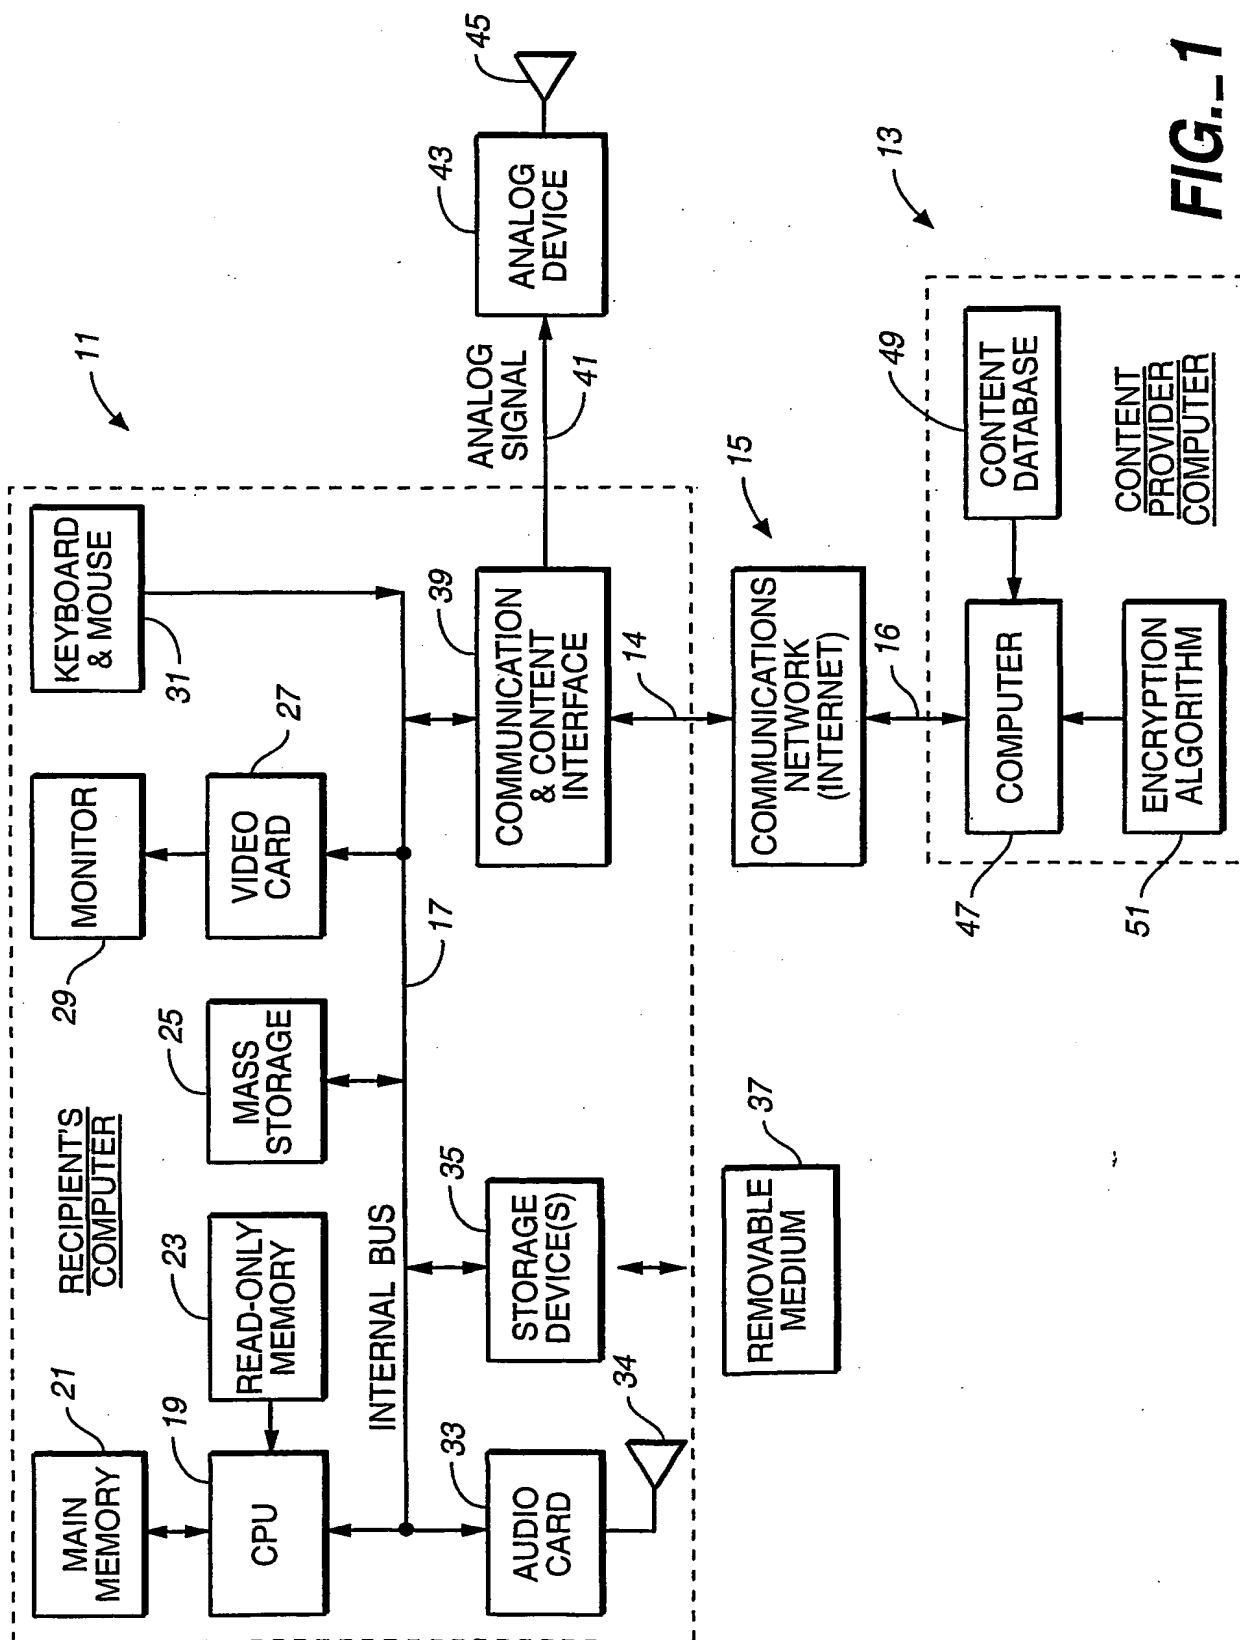 11
RECIPIENT'S
COMPUTER
21
MAIN
MEMORY
19
CPU
23
READ-ONLY
MEMORY
25
MASS
STORAGE
29
MONITOR
27
VIDEO
CARD
KEYBOARD
& MOUSE
31
INTERNAL BUS
17
33
AUDIO
CARD
34
35
STORAGE
DEVICE(S)
37
REMOVABLE
MEDIUM
39
COMMUNICATION
& CONTENT
INTERFACE
14
ANALOG
SIGNAL
41
43
ANALOG
DEVICE
45
15
COMMUNICATIONS
NETWORK
(INTERNET)
16
13
47
COMPUTER
49
CONTENT
DATABASE
51
ENCRYPTION
ALGORITHM
CONTENT
PROVIDER
COMPUTER
FIG._1